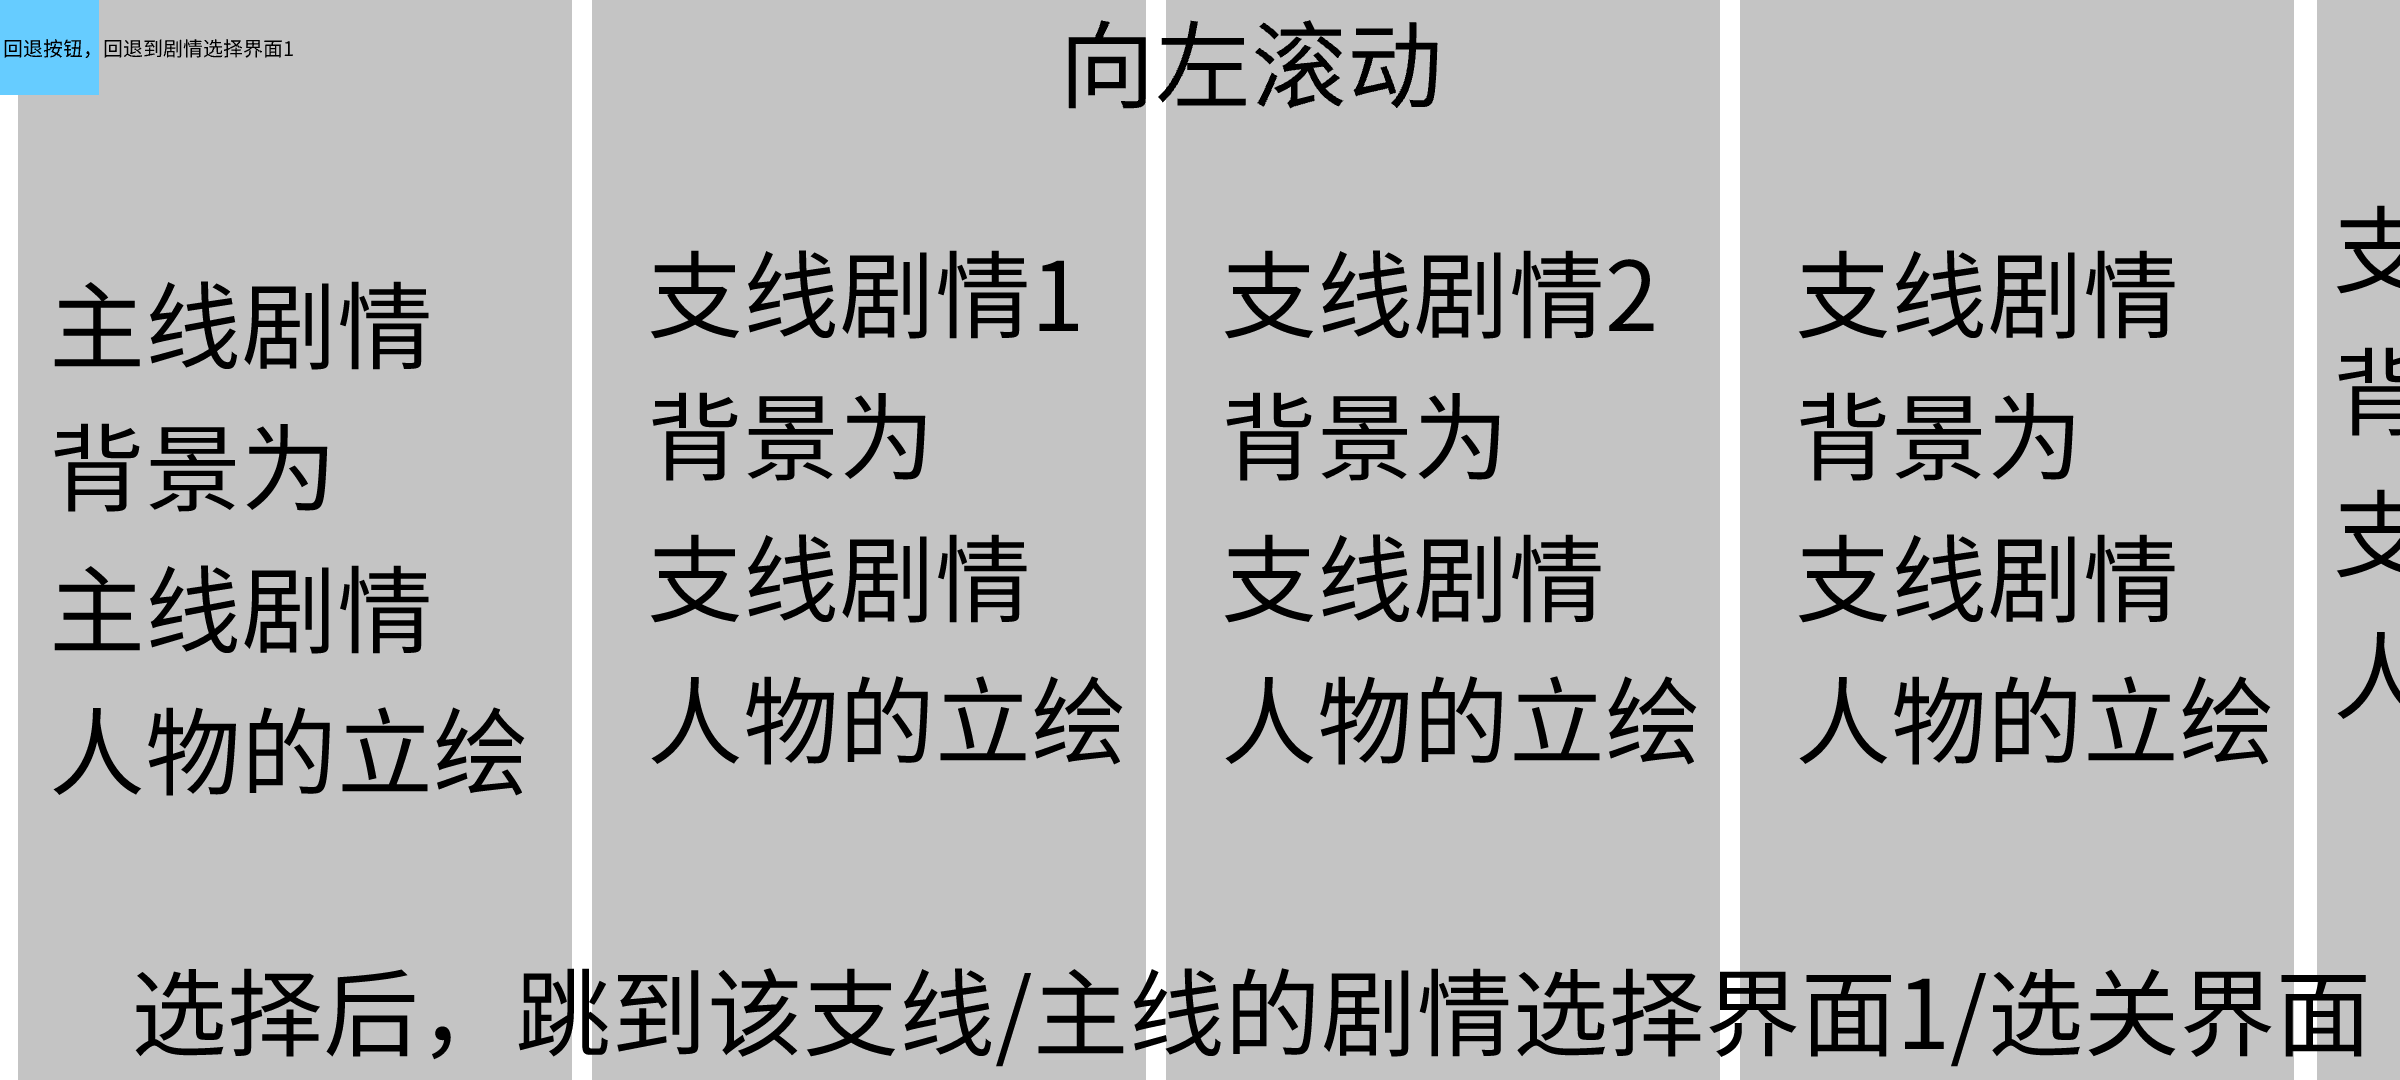 回退按钮，回退到剧情选择界面1
向左滚动
主线剧情
背景为
主线剧情
人物的立绘
支线剧情1
背景为
支线剧情
人物的立绘
支线剧情2
背景为
支线剧情
人物的立绘
支线剧情
背景为
支线剧情
人物的立绘
选择后，跳到该支线/主线的剧情选择界面1/选关界面